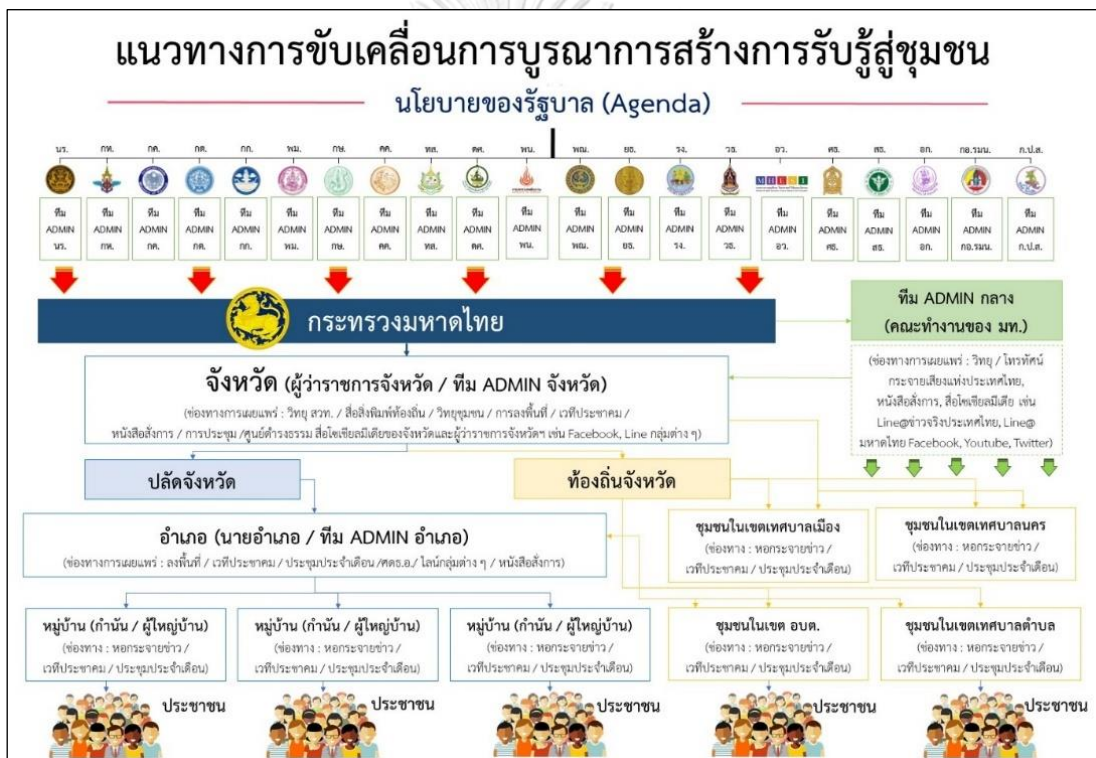 แนวทางการขับเคลื่อนการบูรณาการสร้างการรับรู้สู่ชุมชน
นโยบายของรัฐบาล (Agenda)
นร. กห. กค. กต. กก. พม. กษ. คค. ทส. ดศ. พน. พณ. ยธ. รง. วธ. อว. ศธ. สธ. อก. กอ.รมน. ก.ป.ส.
MHESI
ทีม ทีม ทีม ทีม ทีม ทีม ทีม ทีม ทีม ทีม ทีม ทีม ทีม ทีม ทีม ทีม ทีม ทีม ทีม ทีม ทีม
ADMIN ADMIN ADMIN ADMIN ADMIN ADMIN ADMIN ADMIN ADMIN ADMIN ADMIN ADMIN ADMIN ADMIN ADMIN ADMIN ADMIN ADMIN ADMIN ADMIN ADMIN
นร. กห. กค. กต. กก. พม. กษ. คค. ทส. ดศ. พน. พณ. ยธ. รง. วธ. อว. ศธ. สธ. อก. กอ.รมน. ก.ป.ส.
กระทรวงมหาดไทย
ทีม ADMIN กลาง
(คณะทำงานของ มท.)
(ช่องทางการเผยแพร่ : วิทยุ / โทรทัศน์
กระจายเสียงแห่งประเทศไทย,
หนังสือสั่งการ, สื่อโซเชียลมีเดีย เช่น
Line@ข่าวจริงประเทศไทย, Line@
มหาดไทย Facebook, Youtube, Twitter)
จังหวัด (ผู้ว่าราชการจังหวัด / ทีม ADMIN จังหวัด)
(ช่องทางการเผยแพร่ : วิทยุ สวท. / สื่อสิ่งพิมพ์ท้องถิ่น / วิทยุชุมชน / การลงพื้นที่ / เวทีประชาคม /
หนังสือสั่งการ / การประชุม /ศูนย์ดำรงธรรม สื่อโซเชียลมีเดียของจังหวัดและผู้ว่าราชการจังหวัดฯ เช่น Facebook, Line กลุ่มต่าง ๆ)
ปลัดจังหวัด
ท้องถิ่นจังหวัด
อำเภอ (นายอำเภอ / ทีม ADMIN อำเภอ)
(ช่องทางการเผยแพร่ : ลงพื้นที่ / เวทีประชาคม / ประชุมประจำเดือน /ศดธ.อ./ ไลน์กลุ่มต่าง ๆ / หนังสือสั่งการ)
ชุมชนในเขตเทศบาลเมือง
(ช่องทาง : หอกระจายข่าว /
เวทีประชาคม / ประชุมประจำเดือน)
ชุมชนในเขตเทศบาลนคร
(ช่องทาง : หอกระจายข่าว /
เวทีประชาคม / ประชุมประจำเดือน)
หมู่บ้าน (กำนัน / ผู้ใหญ่บ้าน)
(ช่องทาง : หอกระจายข่าว /
เวทีประชาคม / ประชุมประจำเดือน)
หมู่บ้าน (กำนัน / ผู้ใหญ่บ้าน)
(ช่องทาง : หอกระจายข่าว /
เวทีประชาคม / ประชุมประจำเดือน)
หมู่บ้าน (กำนัน / ผู้ใหญ่บ้าน)
(ช่องทาง : หอกระจายข่าว /
เวทีประชาคม / ประชุมประจำเดือน)
ชุมชนในเขต อบต.
(ช่องทาง : หอกระจายข่าว /
เวทีประชาคม / ประชุมประจำเดือน)
ชุมชนในเขตเทศบาลตำบล
(ช่องทาง : หอกระจายข่าว /
เวทีประชาคม / ประชุมประจำเดือน)
ประชาชน ประชาชน ประชาชน ประชาชน ประชาชน